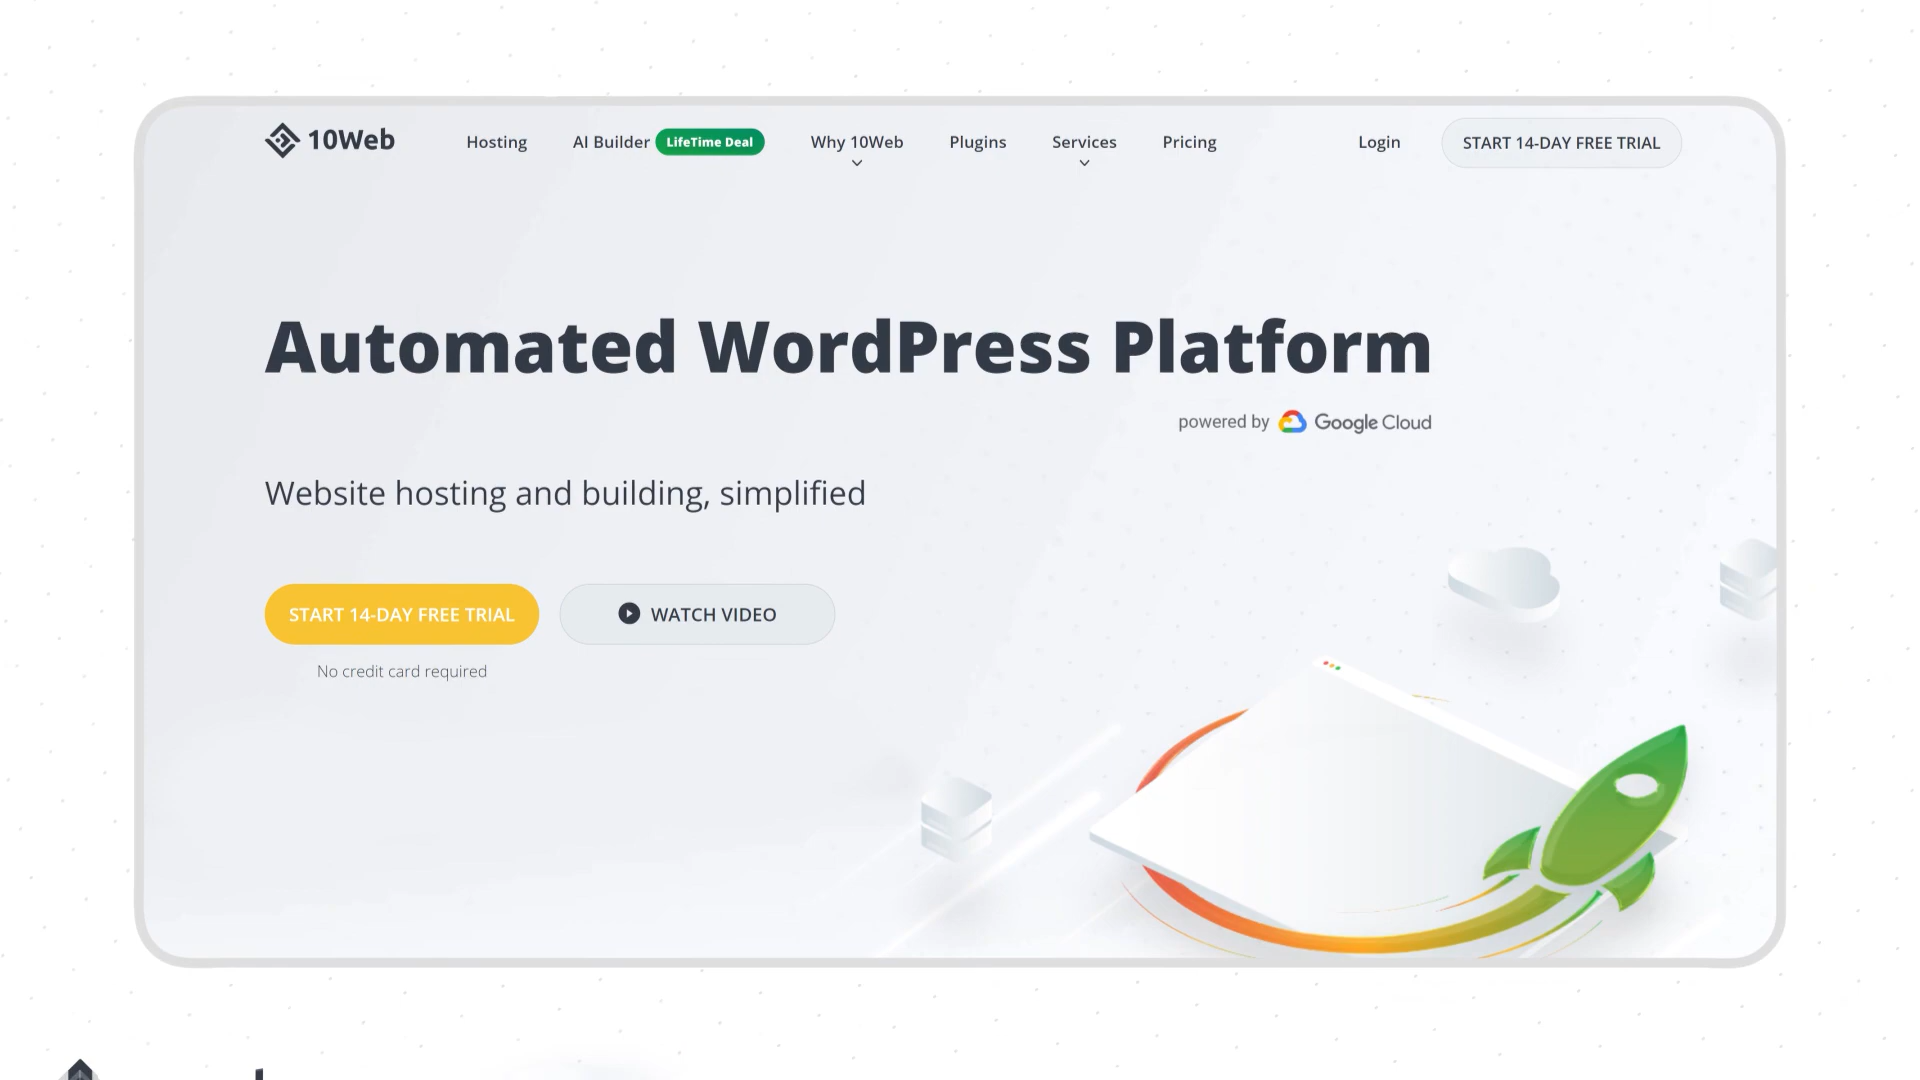 10Web Hosting AI Builder LifeTime Deal Why 10Web Plugins Services Pricing Login START 14-DAY FREE TRIAL
Automated WordPress Platform
powered by Google Cloud
Website hosting and building, simplified
START 14-DAY FREE TRIAL WATCH VIDEO
No credit card required